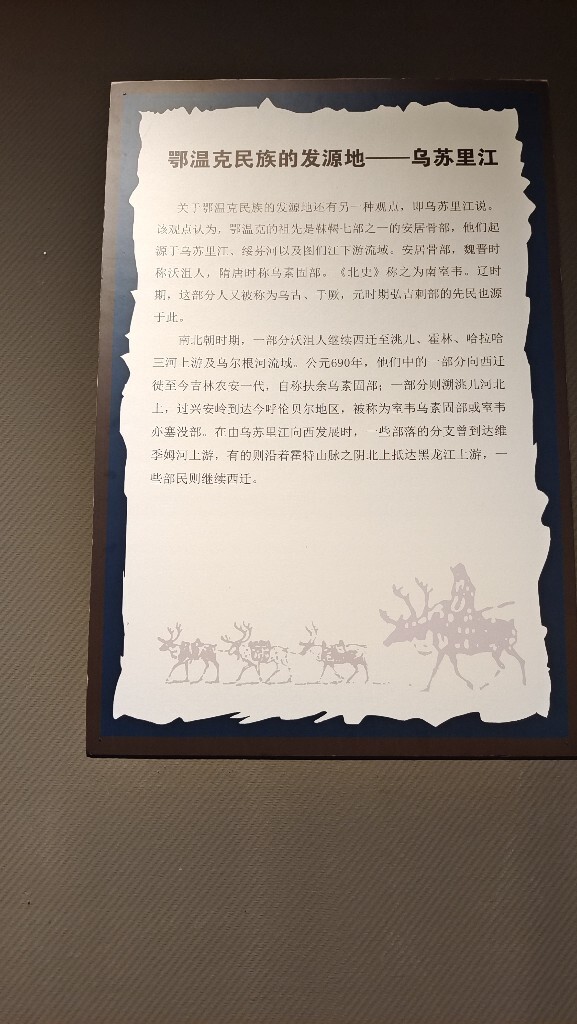 鄂温克民族的发源地——乌苏里江
关于鄂温克民族的发源地还有另一种观点，即乌苏里江说。
该观点认为，鄂温克的祖先是靺鞨七部之一的安居骨部，他们起
源于乌苏里江、绥芬河以及图们江下游流域。安居骨部，魏晋时
称沃沮人，隋唐时称乌素固部。《北史》称之为南室韦。辽时
期，这部分人又被称为乌古、于厥，元时期弘吉剌部的先民也源
于此。
南北朝时期，一部分沃沮人继续西迁至洮儿、霍林、哈拉哈
三河上游及乌尔根河流域。公元690年，他们中的一部分向西迁
徙至今吉林农安一代，自称扶余乌素固部；一部分则溯洮儿河北
上，过兴安岭到达今呼伦贝尔地区，被称为室韦乌素固部或室韦
亦塞没部。在由乌苏里江向西发展时，一些部落的分支曾到达维
季姆河上游，有的则沿着霍特山脉之阴北上抵达黑龙江上游，一
些部民则继续西迁。